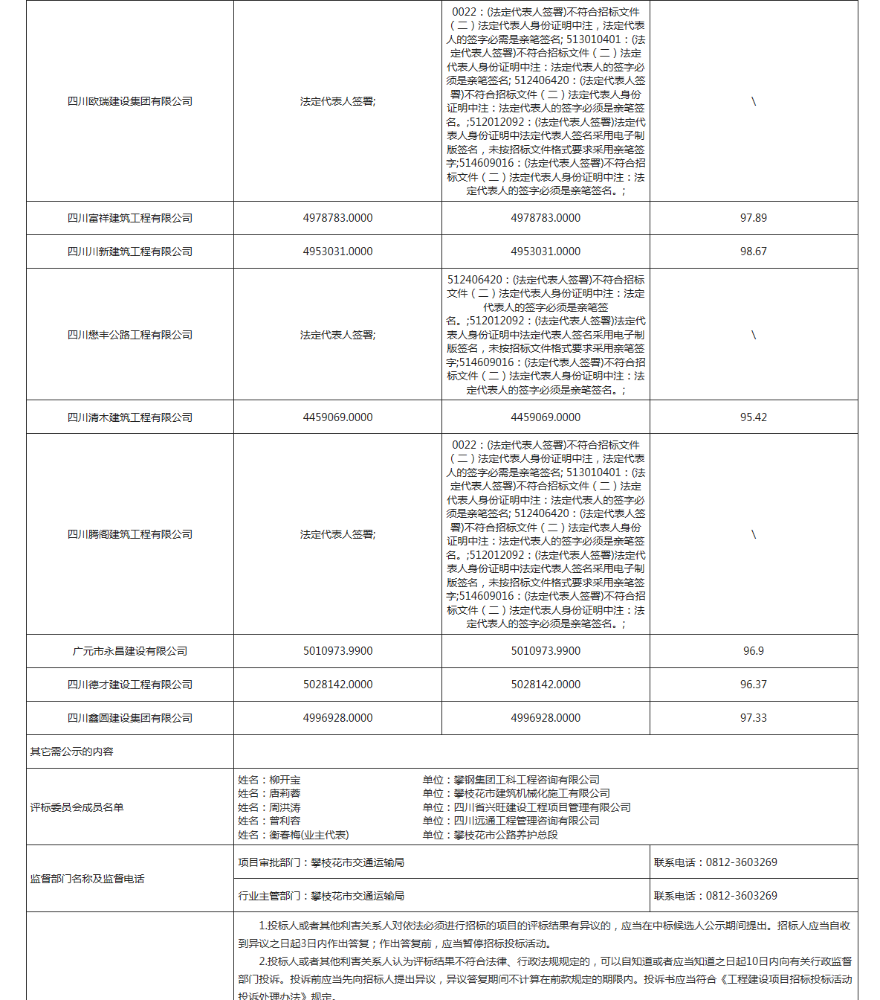 0022：(法定代表人签署)不符合招标文件
（二）法定代表人身份证明中注，法定代表
人的签字必需是亲笔签名; 513010401：(法
定代表人签署)不符合招标文件（二）法定
代表人身份证明中注：法定代表人的签字必
须是亲笔签名; 512406420：(法定代表人签
署)不符合招标文件（二）法定代表人身份
证明中注：法定代表人的签字必须是亲笔签
名。;512012092：(法定代表人签署)法定代
表人身份证明中法定代表人签名采用电子制
版签名，未按招标文件格式要求采用亲笔签
字;514609016：(法定代表人签署)不符合招
标文件（二）法定代表人身份证明中注：法
定代表人的签字必须是亲笔签名。;
四川欧瑞建设集团有限公司 法定代表人签署; \
四川富祥建筑工程有限公司 4978783.0000 4978783.0000 97.89
四川川新建筑工程有限公司 4953031.0000 4953031.0000 98.67
512406420：(法定代表人签署)不符合招标
文件（二）法定代表人身份证明中注：法定
代表人的签字必须是亲笔签
名。;512012092：(法定代表人签署)法定代
表人身份证明中法定代表人签名采用电子制
版签名，未按招标文件格式要求采用亲笔签
字;514609016：(法定代表人签署)不符合招
标文件（二）法定代表人身份证明中注：法
定代表人的签字必须是亲笔签名。;
四川懋丰公路工程有限公司 法定代表人签署; \
四川清木建筑工程有限公司 4459069.0000 4459069.0000 95.42
0022：(法定代表人签署)不符合招标文件
（二）法定代表人身份证明中注，法定代表
人的签字必需是亲笔签名; 513010401：(法
定代表人签署)不符合招标文件（二）法定
代表人身份证明中注：法定代表人的签字必
须是亲笔签名; 512406420：(法定代表人签
署)不符合招标文件（二）法定代表人身份
证明中注：法定代表人的签字必须是亲笔签
名。;512012092：(法定代表人签署)法定代
表人身份证明中法定代表人签名采用电子制
版签名，未按招标文件格式要求采用亲笔签
字;514609016：(法定代表人签署)不符合招
标文件（二）法定代表人身份证明中注：法
定代表人的签字必须是亲笔签名。;
四川腾阁建筑工程有限公司 法定代表人签署; \
广元市永昌建设有限公司 5010973.9900 5010973.9900 96.9
四川德才建设工程有限公司 5028142.0000 5028142.0000 96.37
四川鑫圆建设集团有限公司 4996928.0000 4996928.0000 97.33
其它需公示的内容
评标委员会成员名单
姓名：柳开宝 单位：攀钢集团工科工程咨询有限公司
姓名：唐莉蓉 单位：攀枝花市建筑机械化施工有限公司
姓名：周洪涛 单位：四川省兴旺建设工程项目管理有限公司
姓名：曾利容 单位：四川远通工程管理咨询有限公司
姓名：衡春梅(业主代表) 单位：攀枝花市公路养护总段
监督部门名称及监督电话
项目审批部门：攀枝花市交通运输局 联系电话：0812-3603269
行业主管部门：攀枝花市交通运输局 联系电话：0812-3603269
1.投标人或者其他利害关系人对依法必须进行招标的项目的评标结果有异议的，应当在中标候选人公示期间提出。招标人应当自收
到异议之日起3日内作出答复；作出答复前，应当暂停招标投标活动。
2.投标人或者其他利害关系人认为评标结果不符合法律、行政法规规定的，可以自知道或者应当知道之日起10日内向有关行政监督
部门投诉。投诉前应当先向招标人提出异议，异议答复期间不计算在前款规定的期限内。投诉书应当符合《工程建设项目招标投标活动
投诉处理办法》规定。